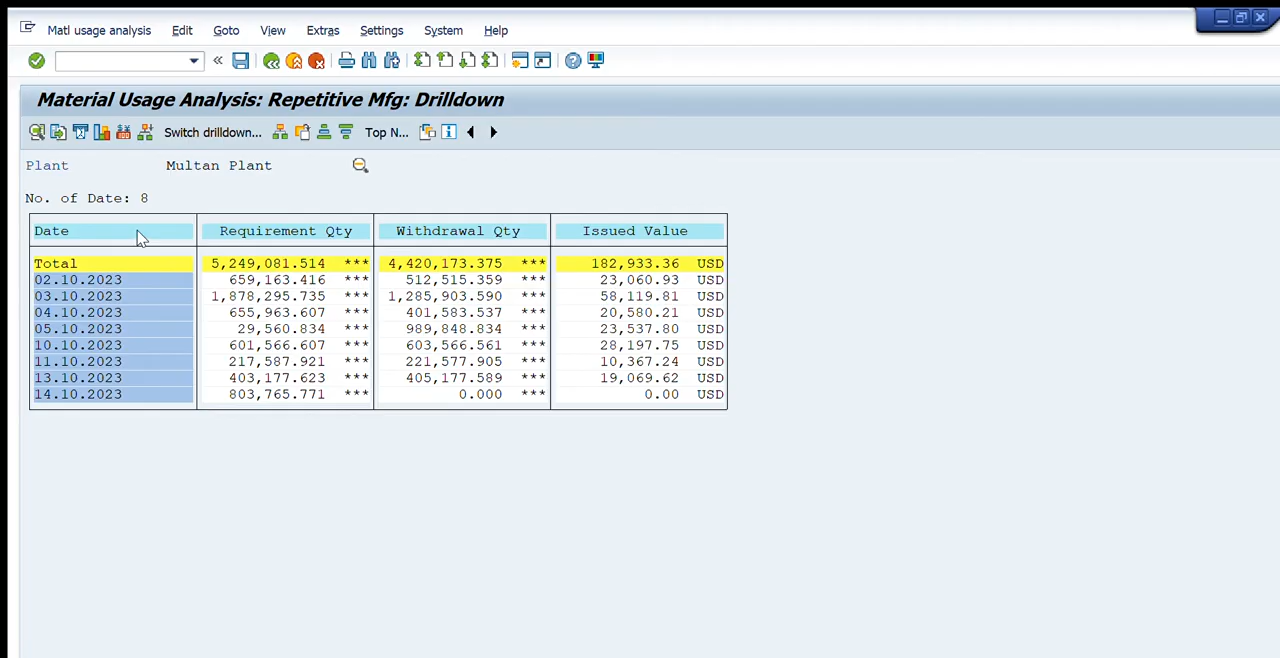 Matl usage analysis Edit Goto View Extras Settings System Help
Material Usage Analysis: Repetitive Mfg: Drilldown
Switch drilldown... Top N...
Plant Multan Plant
No. of Date: 8
Date Requirement Qty Withdrawal Qty Issued Value
Total 5,249,081.514 *** 4,420,173.375 *** 182,933.36 USD
02.10.2023 659,163.416 *** 512,515.359 *** 23,060.93 USD
03.10.2023 1,878,295.735 *** 1,285,903.590 *** 58,119.81 USD
04.10.2023 655,963.607 *** 401,583.537 *** 20,580.21 USD
05.10.2023 29,560.834 *** 989,848.834 *** 23,537.80 USD
10.10.2023 601,566.607 *** 603,566.561 *** 28,197.75 USD
11.10.2023 217,587.921 *** 221,577.905 *** 10,367.24 USD
13.10.2023 403,177.623 *** 405,177.589 *** 19,069.62 USD
14.10.2023 803,765.771 *** 0.000 *** 0.00 USD